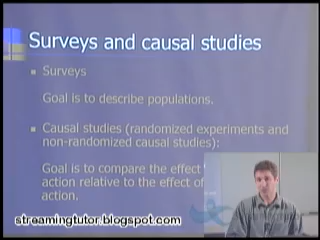 Surveys and causal studies
Surveys
Goal is to describe populations.
Causal studies (randomized experiments and
non-randomized causal studies):
Goal is to compare the effect
action relative to the effect of
action.
streamingtutor.blogspot.com